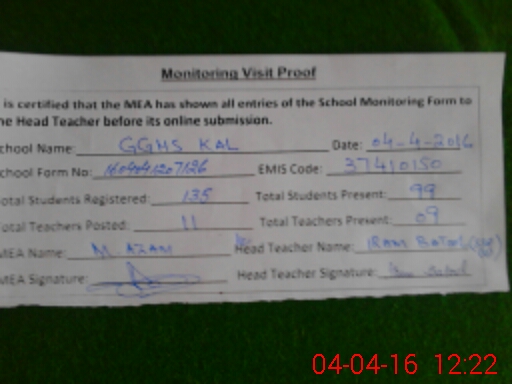 Monitoring Visit Proof
is certified that the MEA has shown all entries of the School Monitoring Form to
he Head Teacher before its online submission.
chool Name: GGMS KAL Date: 04-4-2016
chool Form No: EMIS Code: 37410150
otal Students Registered: 135 Total Students Present: 99
otal Teachers Posted: 11 Total Teachers Present: 09
MEA Name: M. AZAM Head Teacher Name: IRAM BATOOL
MEA Signature: Head Teacher Signature:
04-04-16 12:22